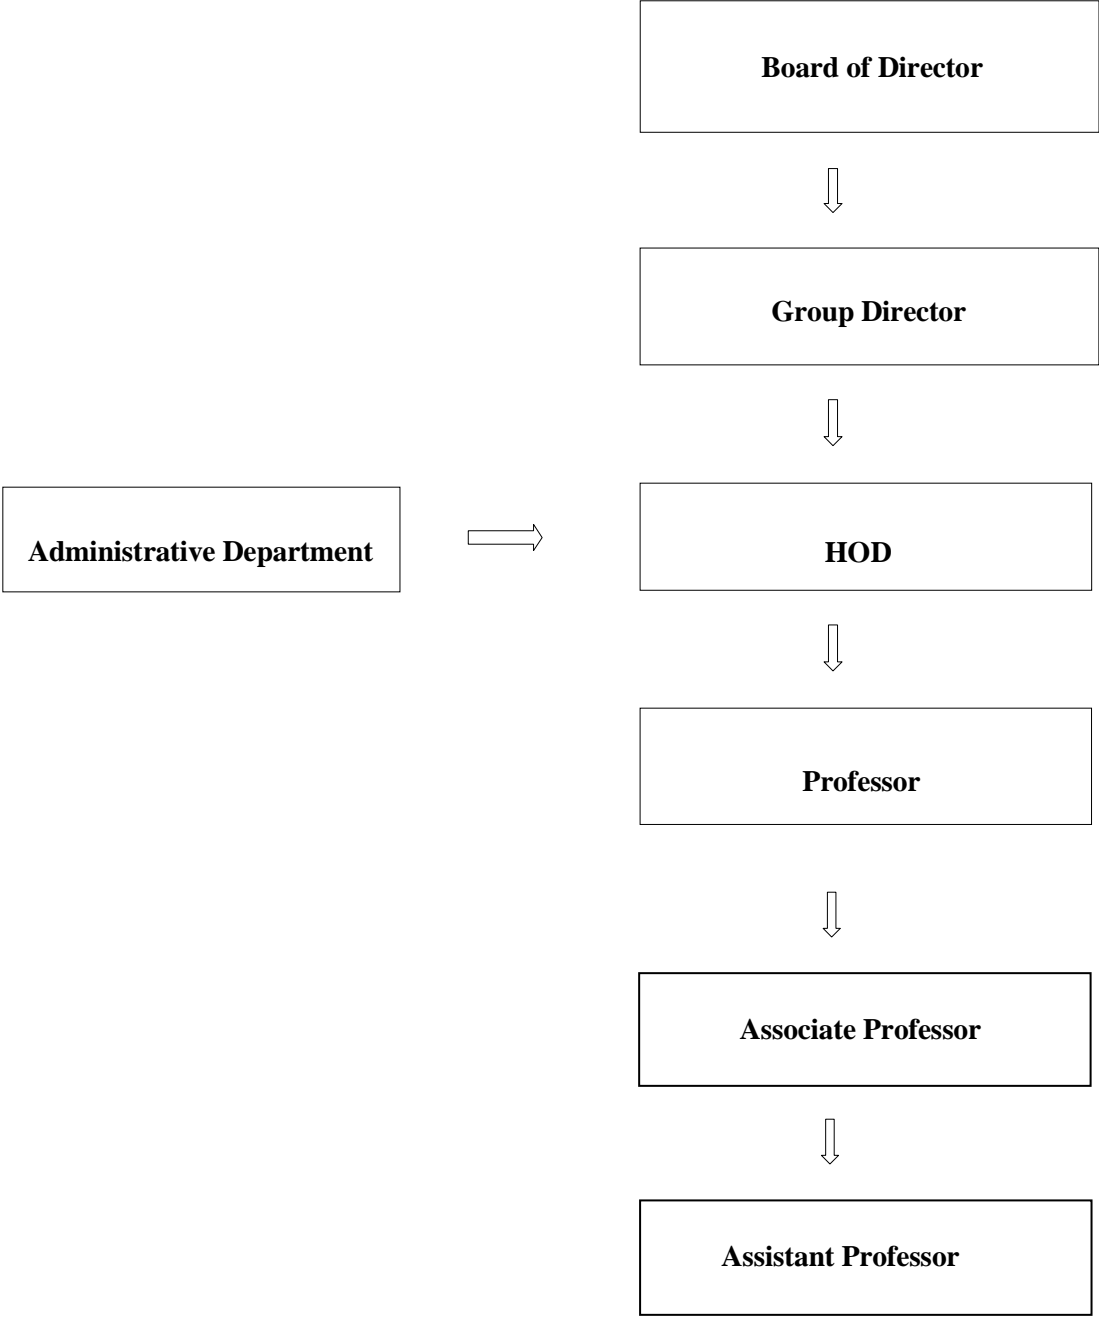 Board of Director
Group Director
Administrative Department
HOD
Professor
Associate Professor
Assistant Professor